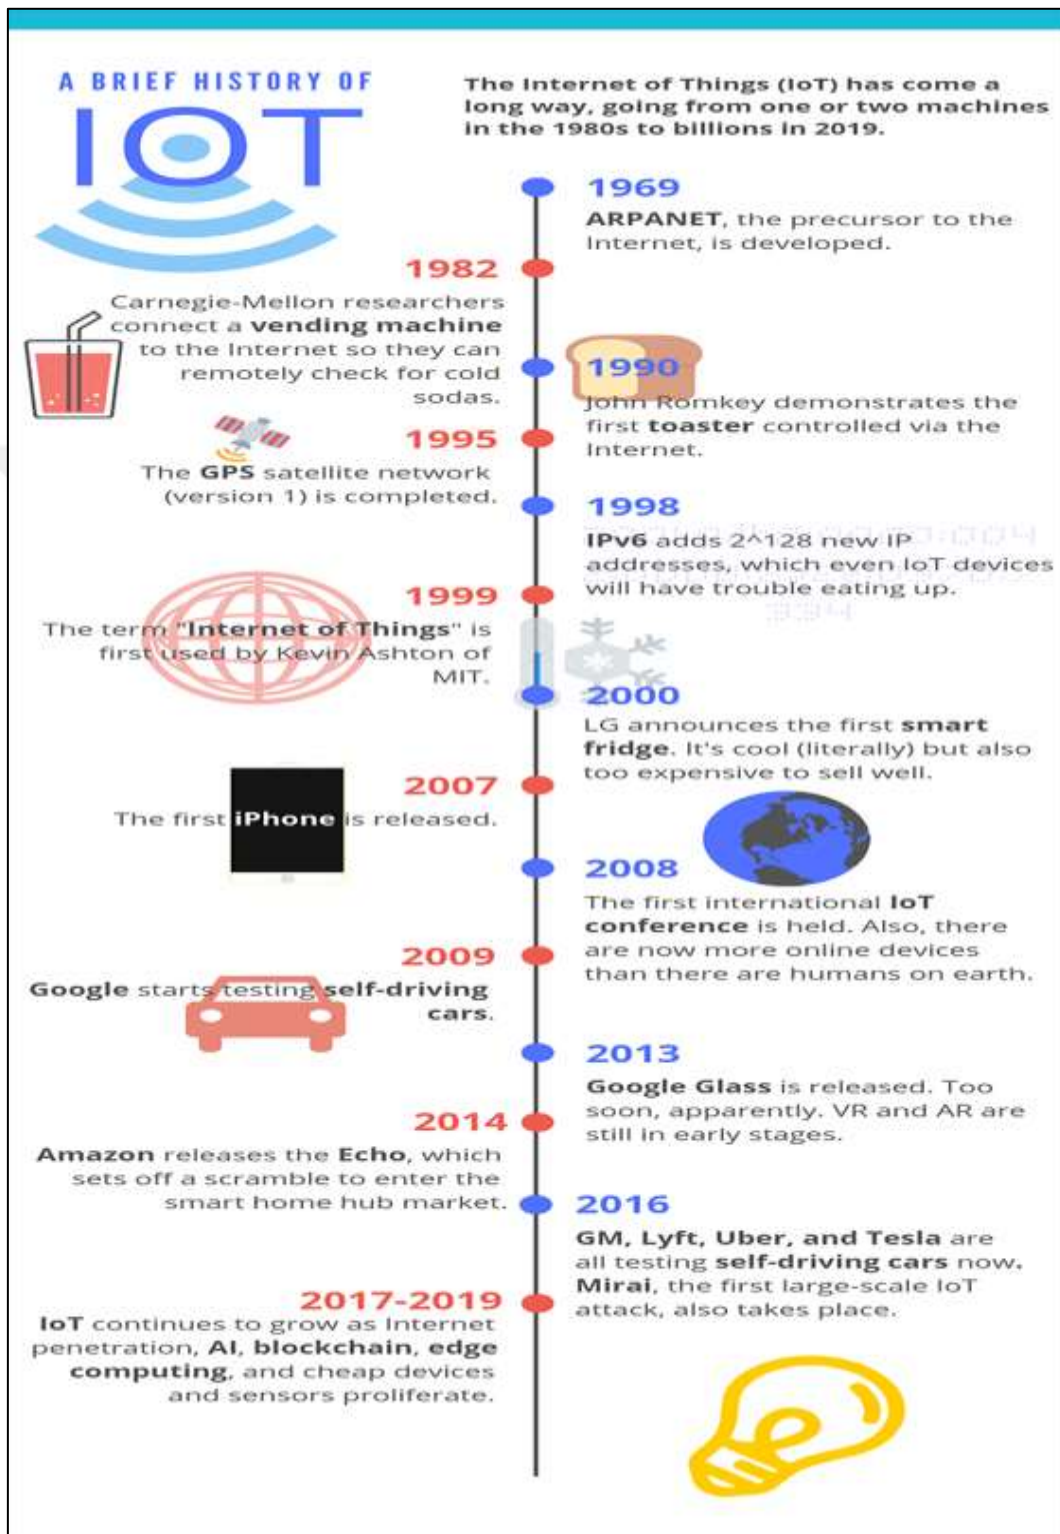 A BRIEF HISTORY OF
IOT
The Internet of Things (IoT) has come a
long way, going from one or two machines
in the 1980s to billions in 2019.
1969
ARPANET, the precursor to the
Internet, is developed.
1982
Carnegie-Mellon researchers
connect a vending machine
to the Internet so they can
remotely check for cold
sodas.
1990
John Romkey demonstrates the
first toaster controlled via the
Internet.
1995
The GPS satellite network
(version 1) is completed.
1998
IPv6 adds 2^128 new IP
addresses, which even IoT devices
will have trouble eating up.
334
1999
The term "Internet of Things" is
first used by Kevin Ashton of
MIT.
2000
LG announces the first smart
fridge. It's cool (literally) but also
too expensive to sell well.
2007
The first iPhone is released.
2008
The first international IoT
conference is held. Also, there
are now more online devices
than there are humans on earth.
2009
Google starts testing self-driving
cars.
2013
Google Glass is released. Too
soon, apparently. VR and AR are
still in early stages.
2014
Amazon releases the Echo, which
sets off a scramble to enter the
smart home hub market.
2016
GM, Lyft, Uber, and Tesla are
all testing self-driving cars now.
Mirai, the first large-scale IoT
attack, also takes place.
2017-2019
IoT continues to grow as Internet
penetration, AI, blockchain, edge
computing, and cheap devices
and sensors proliferate.